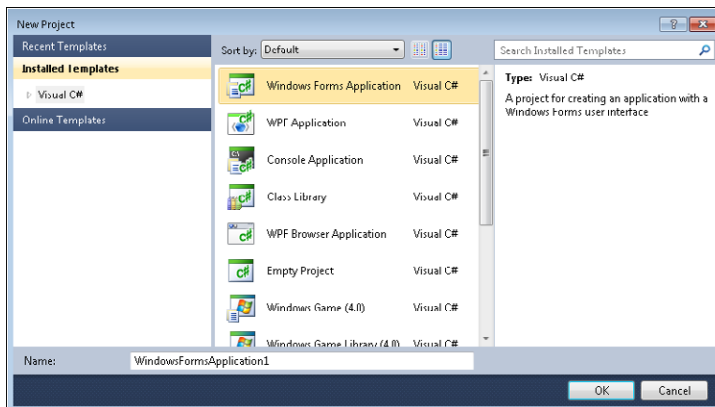 New Project
Recent Templates
Installed Templates
Visual C#
Online Templates
Sort by: Default
Search Installed Templates
Windows Forms Application Visual C#
WPF Application Visual C#
Console Application Visual C#
Class Library Visual C#
WPF Browser Application Visual C#
Empty Project Visual C#
Windows Game (4.0) Visual C#
Windows Game Library (4.0) Visual C#
Type: Visual C#
A project for creating an application with a
Windows Forms user interface
Name: WindowsFormsApplication1
OK Cancel